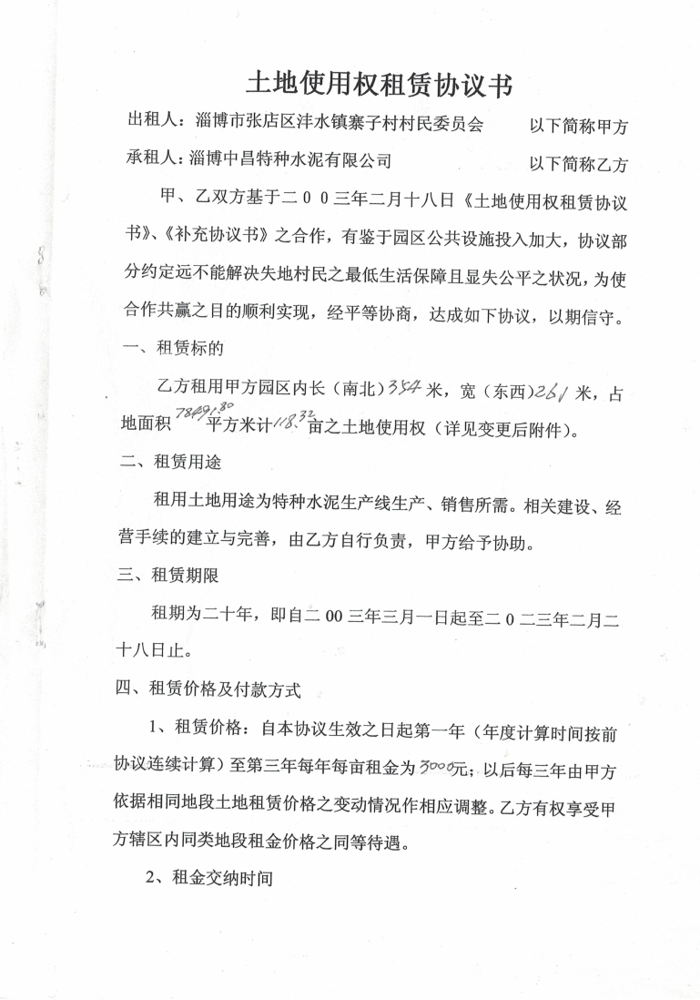 土地使用权租赁协议书
出租人：淄博市张店区沣水镇寨子村村民委员会 以下简称甲方
承租人：淄博中昌特种水泥有限公司 以下简称乙方
甲、乙双方基于二００三年二月十八日《土地使用权租赁协议
书》、《补充协议书》之合作，有鉴于园区公共设施投入加大，协议部
分约定远不能解决失地村民之最低生活保障且显失公平之状况，为使
合作共赢之目的顺利实现，经平等协商，达成如下协议，以期信守。
一、租赁标的
乙方租用甲方园区内长（南北）354米，宽（东西）261米，占
地面积78491.80平方米计118.32亩之土地使用权（详见变更后附件）。
二、租赁用途
租用土地用途为特种水泥生产线生产、销售所需。相关建设、经
营手续的建立与完善，由乙方自行负责，甲方给予协助。
三、租赁期限
租期为二十年，即自二 00 三年三月一日起至二 0 二三年二月二
十八日止。
四、租赁价格及付款方式
1、租赁价格：自本协议生效之日起第一年（年度计算时间按前
协议连续计算）至第三年每年每亩租金为3000元；以后每三年由甲方
依据相同地段土地租赁价格之变动情况作相应调整。乙方有权享受甲
方辖区内同类地段租金价格之同等待遇。
2、租金交纳时间